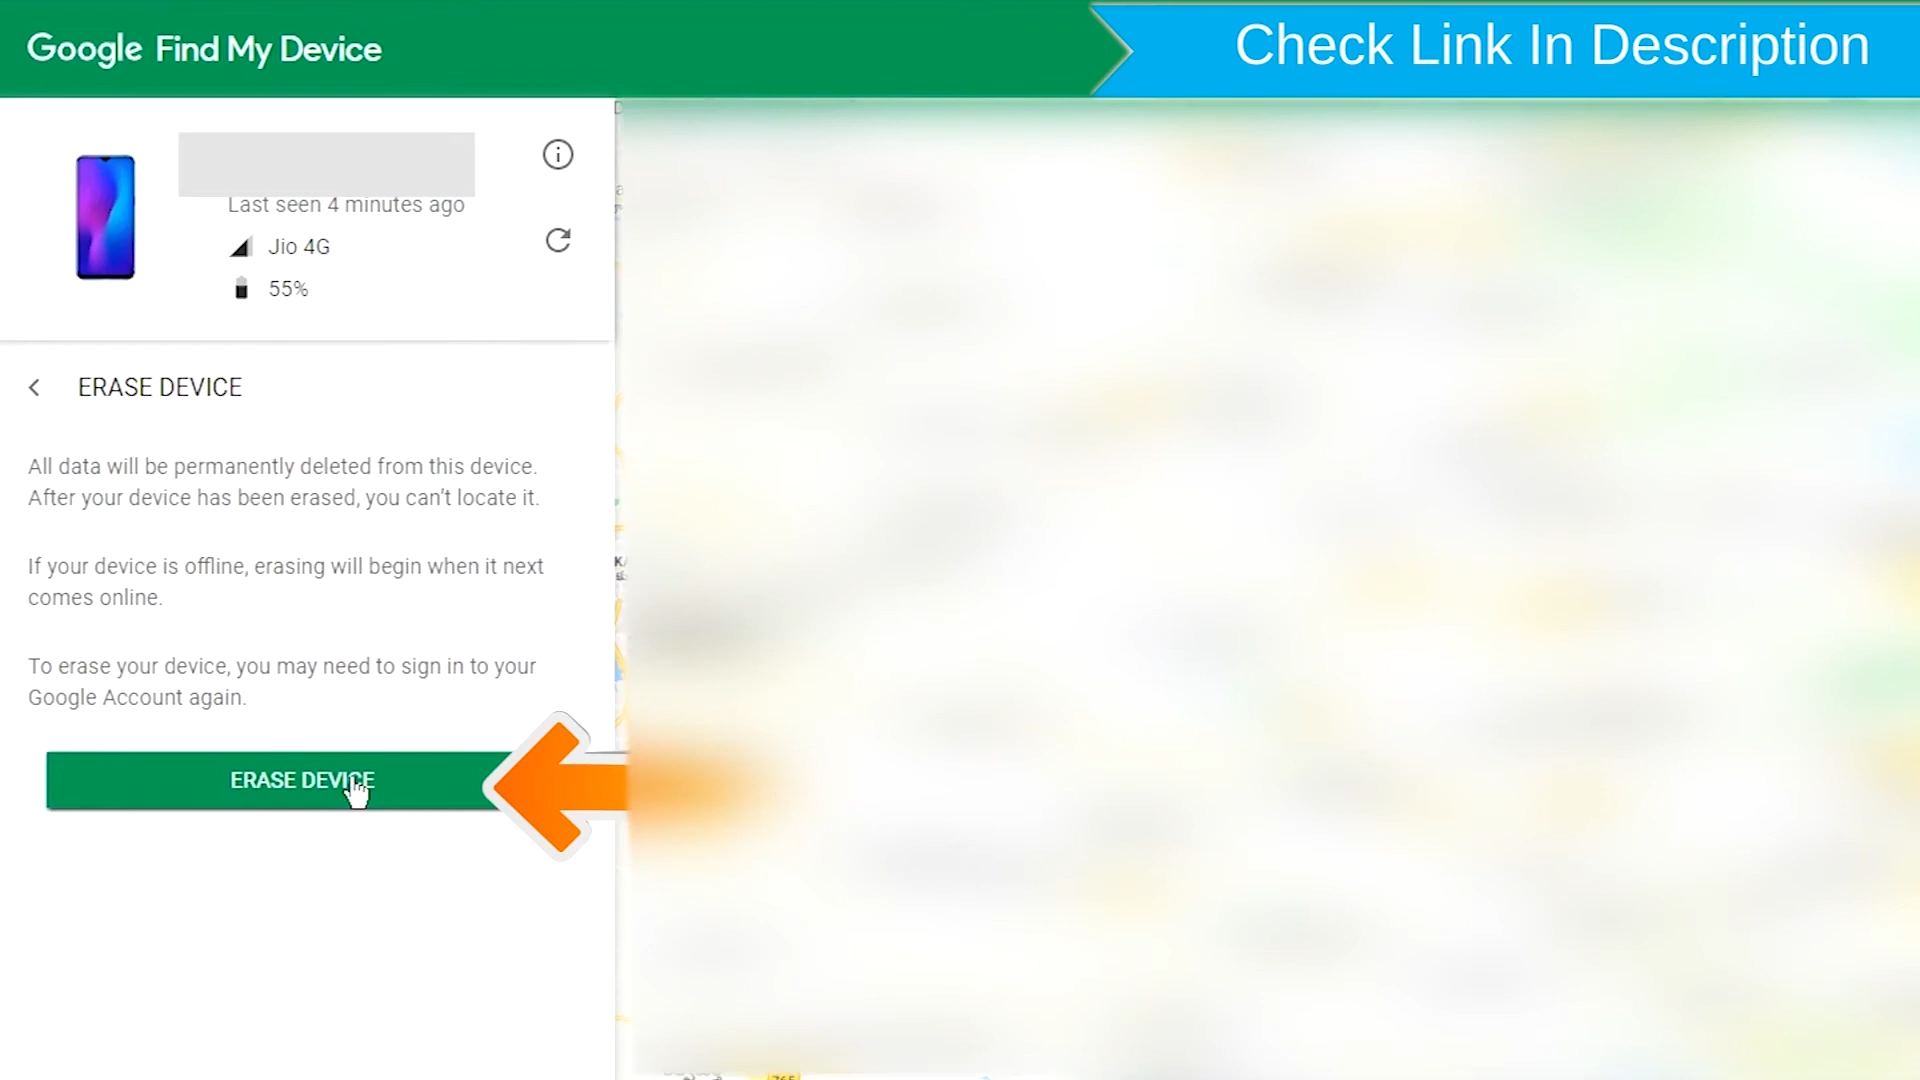 Google Find My Device
Check Link In Description
Last seen 4 minutes ago
Jio 4G
55%
ERASE DEVICE
All data will be permanently deleted from this device.
After your device has been erased, you can't locate it.
If your device is offline, erasing will begin when it next
comes online.
To erase your device, you may need to sign in to your
Google Account again.
ERASE DEVICE